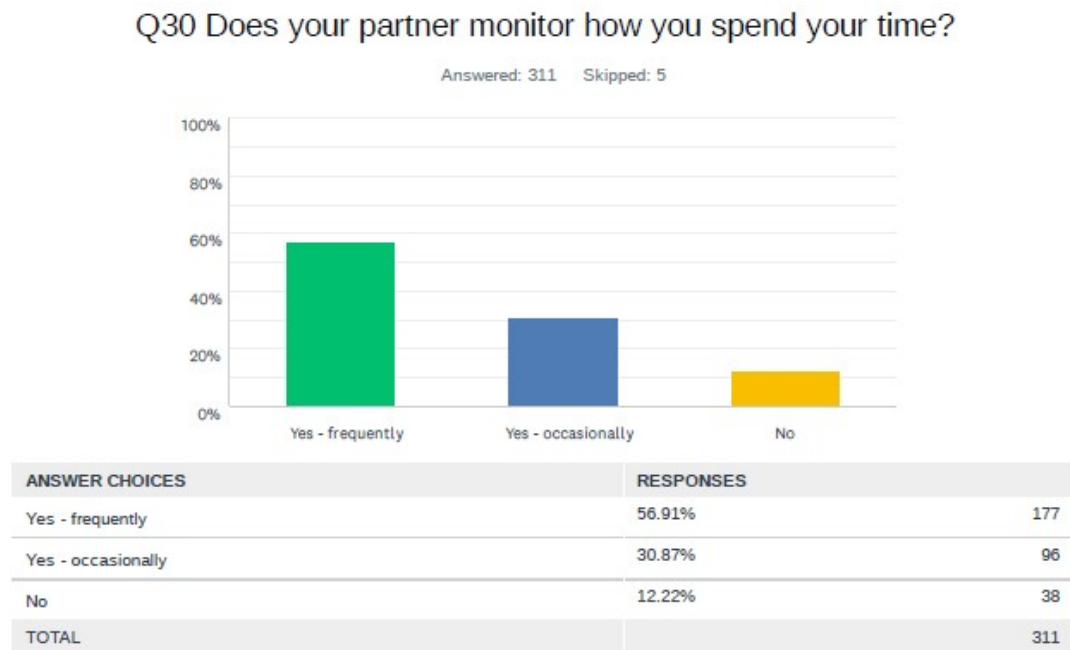 Q30 Does your partner monitor how you spend your time?
Answered: 311 Skipped: 5
100%
80%
60%
40%
20%
0%
Yes - frequently Yes - occasionally No
ANSWER CHOICES RESPONSES
Yes - frequently 56.91% 177
Yes - occasionally 30.87% 96
No 12.22% 38
TOTAL 311